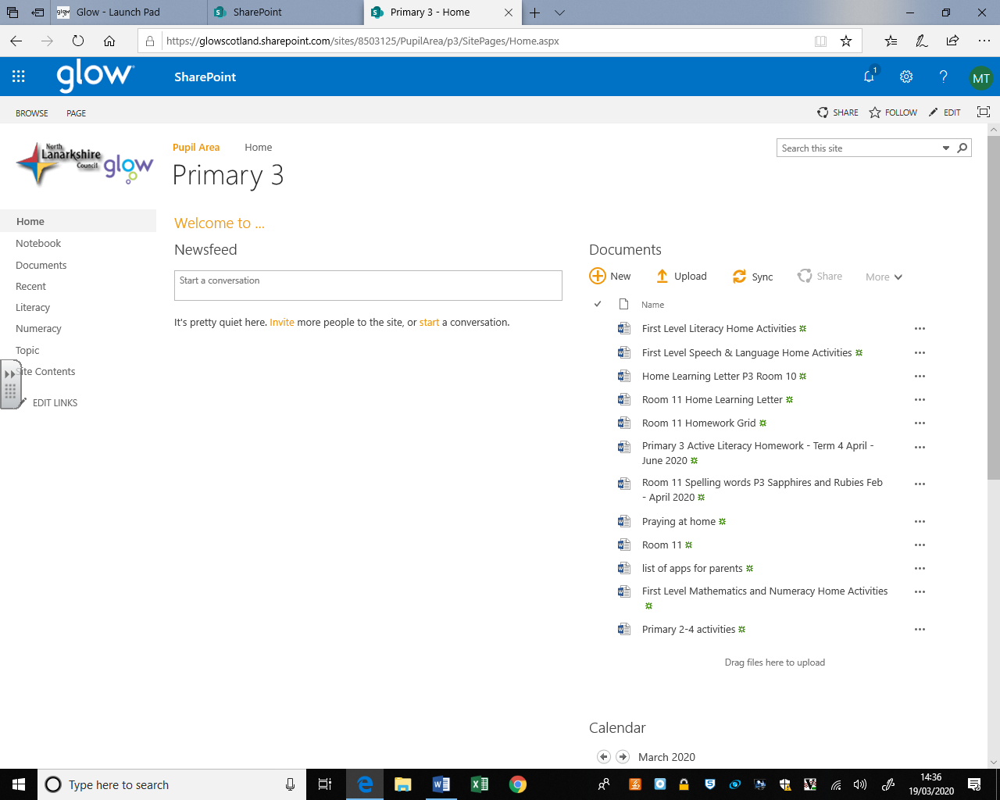 Glow - Launch Pad
SharePoint
Primary 3 - Home
https://glowscotland.sharepoint.com/sites/8503125/PupilArea/p3/SitePages/Home.aspx
glow
SharePoint
1
MT
BROWSE
PAGE
SHARE
FOLLOW
EDIT
North
Lanarkshire
Council
glow
Pupil Area
Home
Search this site
Primary 3
Home
Notebook
Documents
Recent
Literacy
Numeracy
Topic
Site Contents
EDIT LINKS
Welcome to ...
Newsfeed
Start a conversation
It's pretty quiet here. Invite more people to the site, or start a conversation.
Documents
New
Upload
Sync
Share
More
Name
First Level Literacy Home Activities
First Level Speech & Language Home Activities
Home Learning Letter P3 Room 10
Room 11 Home Learning Letter
Room 11 Homework Grid
Primary 3 Active Literacy Homework - Term 4 April -
June 2020
Room 11 Spelling words P3 Sapphires and Rubies Feb
- April 2020
Praying at home
Room 11
list of apps for parents
First Level Mathematics and Numeracy Home Activities
Primary 2-4 activities
Drag files here to upload
Calendar
March 2020
Type here to search
14:36
19/03/2020